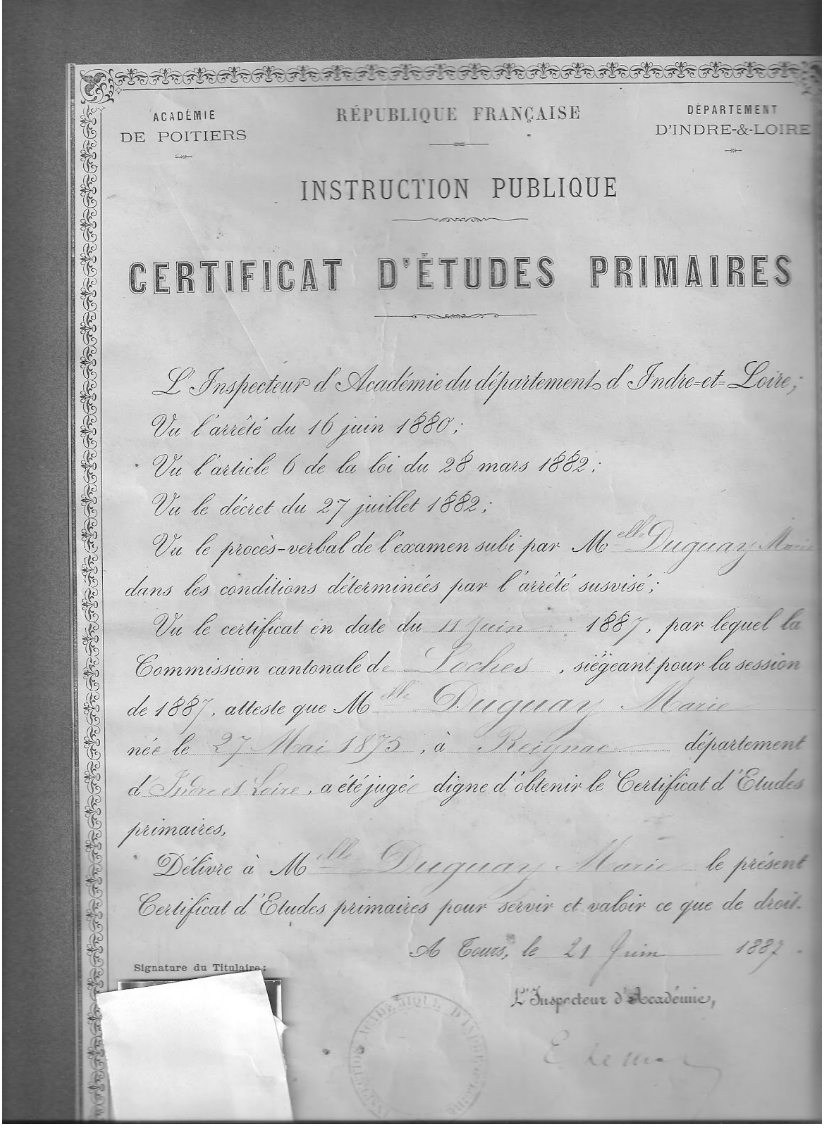 ACADÉMIE
DE POITIERS
RÉPUBLIQUE FRANÇAISE
DÉPARTEMENT
D'INDRE-&-LOIRE
INSTRUCTION PUBLIQUE
CERTIFICAT D'ÉTUDES PRIMAIRES
L'Inspecteur d'Académie du département d'Indre-et-Loire,
Vu l'arrêté du 16 juin 1880;
Vu l'article 6 de la loi du 28 mars 1882;
Vu le décret du 27 juillet 1882;
Vu le procès-verbal de l'examen subi par Melle Duguay Marie
dans les conditions déterminées par l'arrêté susvisé;
Vu le certificat en date du 11 Juin 1887, par lequel la
Commission cantonale de Loches, siégeant pour la session
de 1887, atteste que Melle Duguay Marie
née le 27 Mai 1875, à Reignac département
d'Indre et Loire, a été jugée digne d'obtenir le Certificat d'Etudes
primaires,
Délivre à Melle Duguay Marie le présent
Certificat d'Etudes primaires pour servir et valoir ce que de droit.
A Tours, le 21 Juin 1887.
Signature du Titulaire:
L'Inspecteur d'Académie,